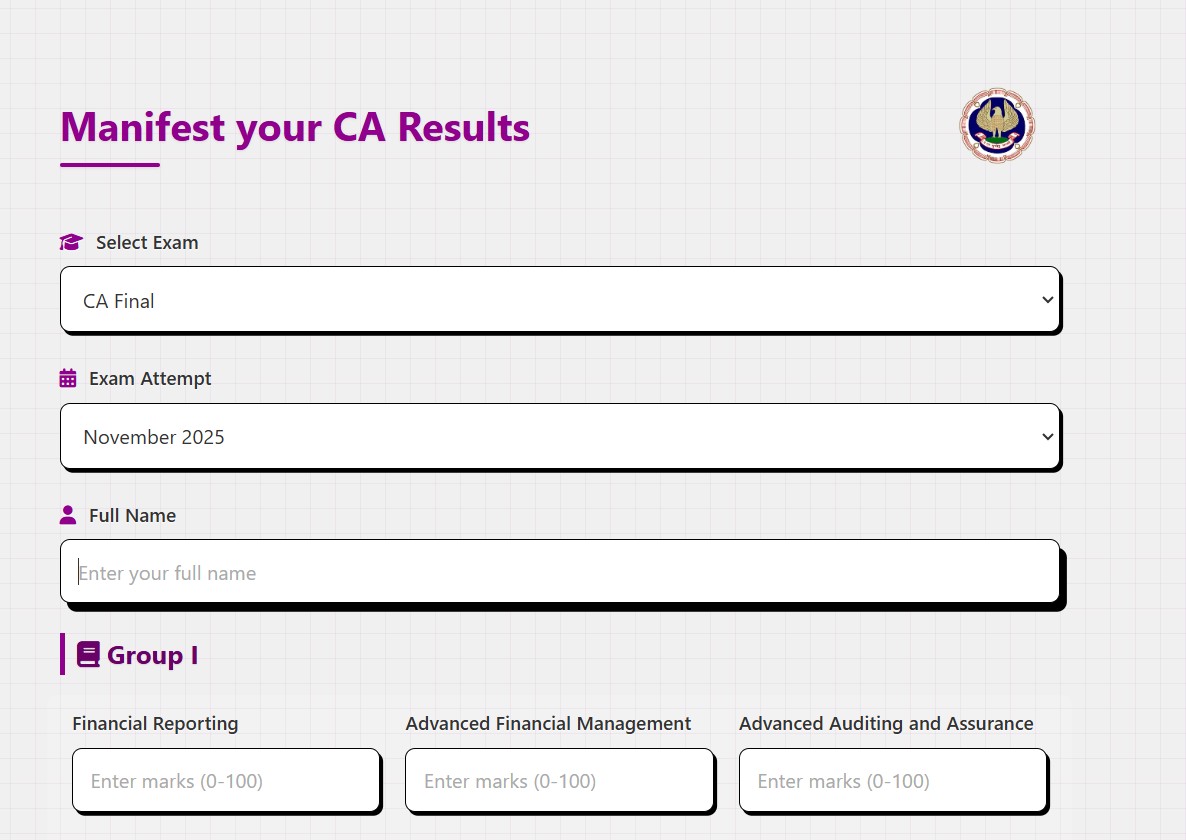 Manifest your CA Results
Select Exam
CA Final
Exam Attempt
November 2025
Full Name
Enter your full name
Group I
Financial Reporting
Advanced Financial Management
Advanced Auditing and Assurance
Enter marks (0-100)
Enter marks (0-100)
Enter marks (0-100)